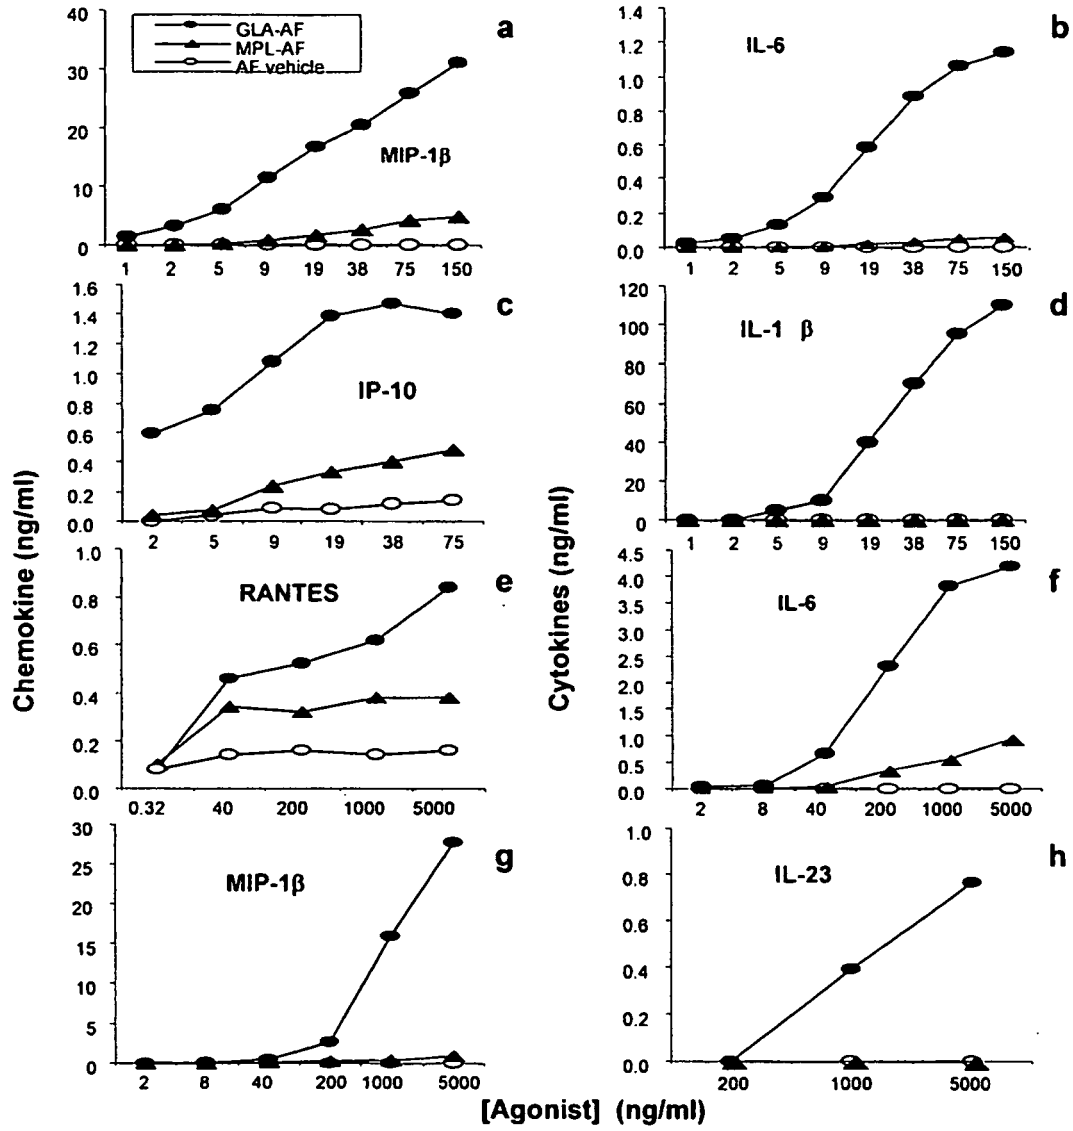 GLA-AF
MPL-AF
AF vehicle
a
MIP-1β
40
30
20
10
0
1 2 5 9 19 38 75 150
b
IL-6
1.4
1.2
1.0
0.8
0.6
0.4
0.2
0.0
1 2 5 9 19 38 75 150
c
IP-10
1.6
1.4
1.2
1.0
0.8
0.6
0.4
0.2
0.0
2 5 9 19 38 75
d
IL-1 β
120
100
80
60
40
20
0
1 2 5 9 19 38 75 150
Chemokine (ng/ml)
Cytokines (ng/ml)
e
RANTES
1.0
0.8
0.6
0.4
0.2
0.0
0.32 40 200 1000 5000
f
IL-6
4.5
4.0
3.5
3.0
2.5
2.0
1.5
1.0
0.5
0.0
2 8 40 200 1000 5000
g
MIP-1β
30
25
20
15
10
5
0
2 8 40 200 1000 5000
h
IL-23
1.0
0.8
0.6
0.4
0.2
0.0
200 1000 5000
[Agonist] (ng/ml)